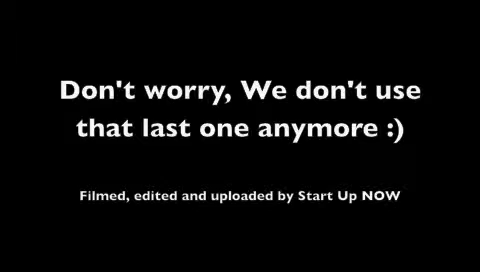 Don't worry, We don't use
that last one anymore :)
Filmed, edited and uploaded by Start Up NOW